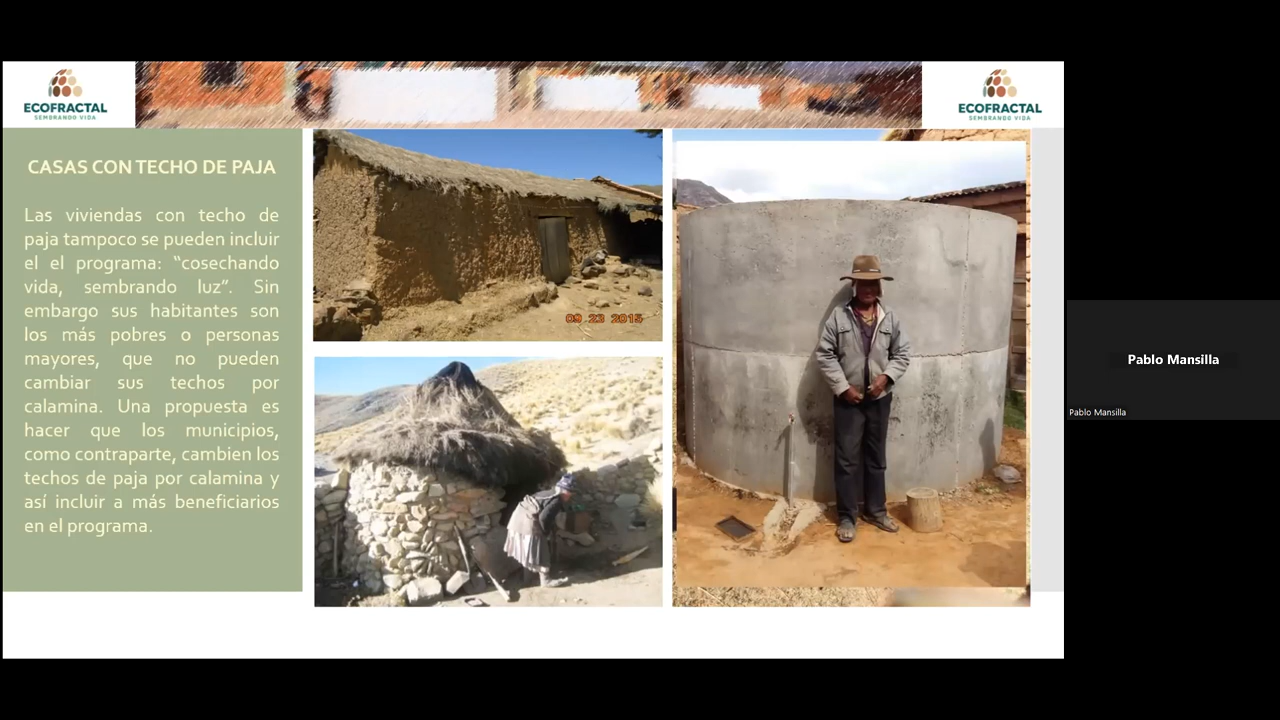 ECOFRACTAL
SEMBRANDO VIDA
ECOFRACTAL
SEMBRANDO VIDA
CASAS CON TECHO DE PAJA
Las viviendas con techo de
paja tampoco se pueden incluir
el el programa: “cosechando
vida, sembrando luz”. Sin
embargo sus habitantes son
los más pobres o personas
mayores, que no pueden
cambiar sus techos por
calamina. Una propuesta es
hacer que los municipios,
como contraparte, cambien los
techos de paja por calamina y
así incluir a más beneficiarios
en el programa.
09 23 2015
Pablo Mansilla
Pablo Mansilla